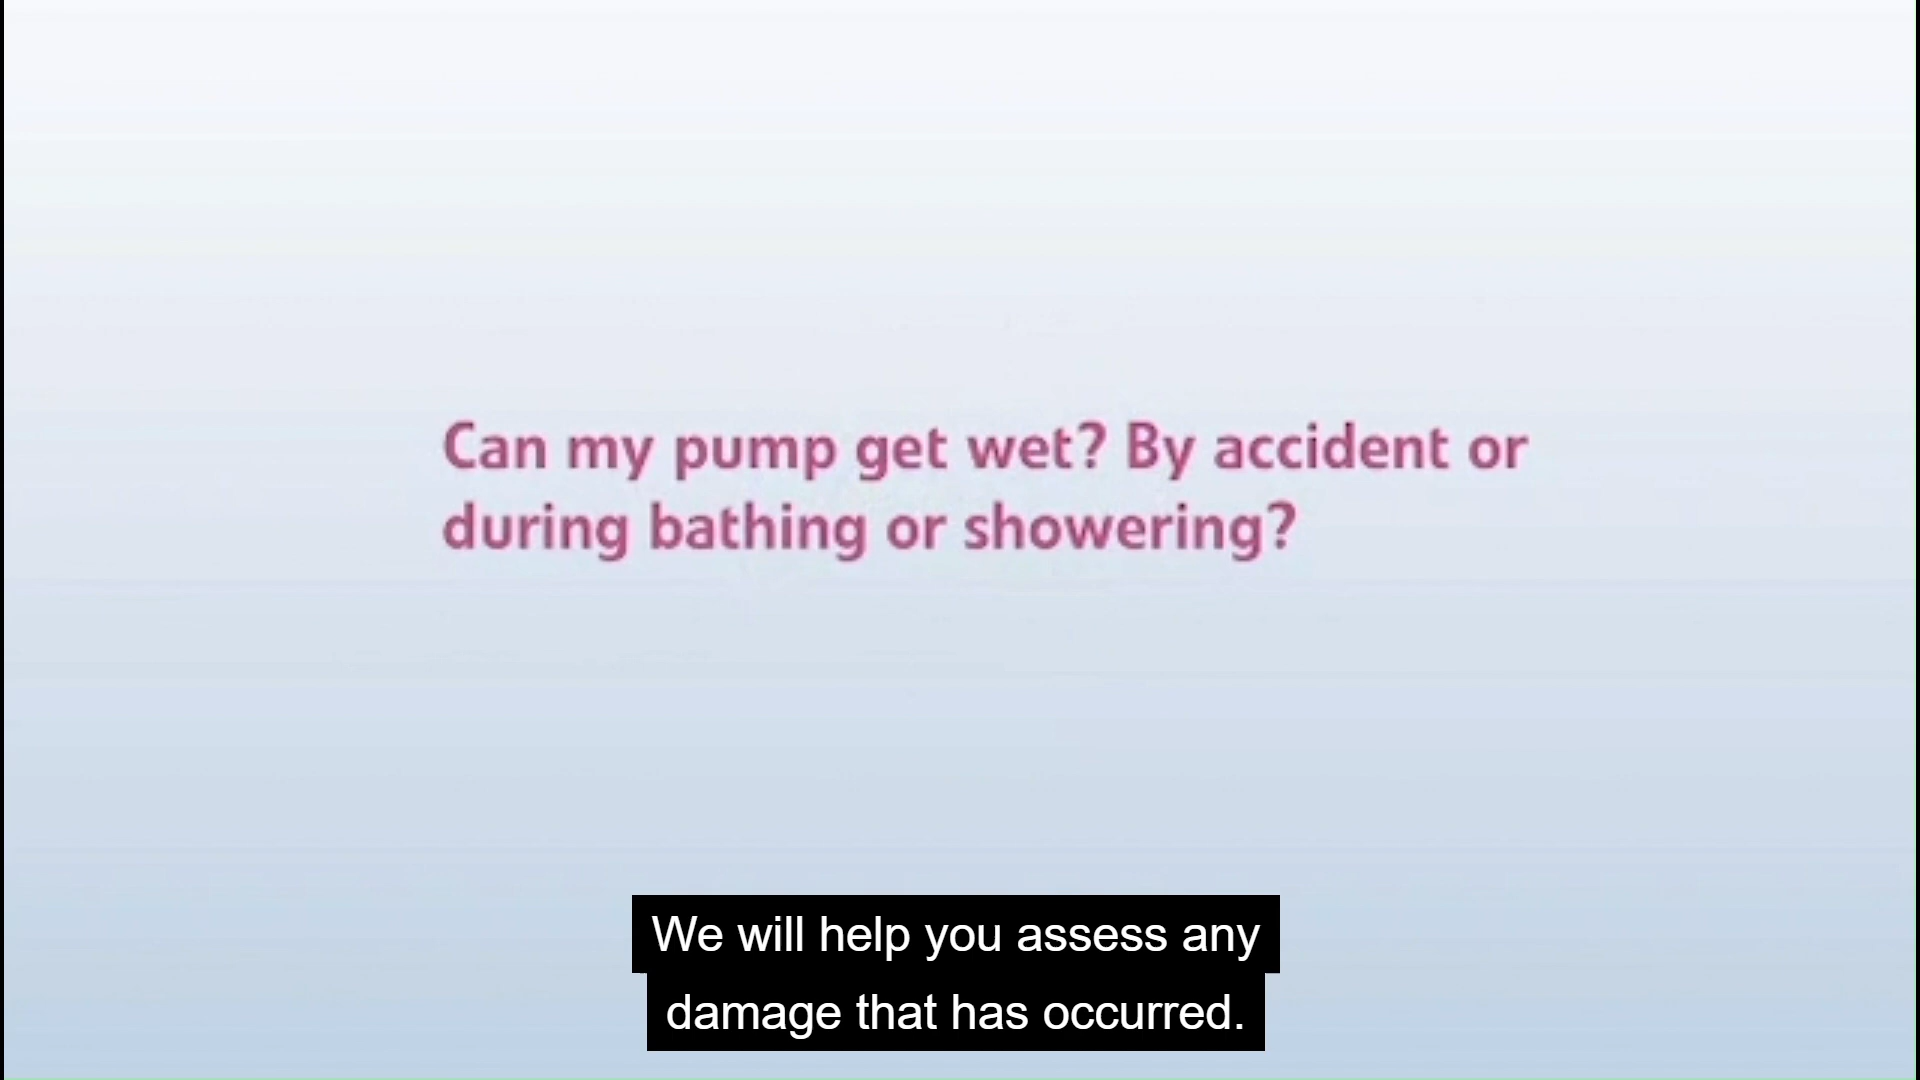 Can my pump get wet? By accident or
during bathing or showering?
We will help you assess any
damage that has occurred.